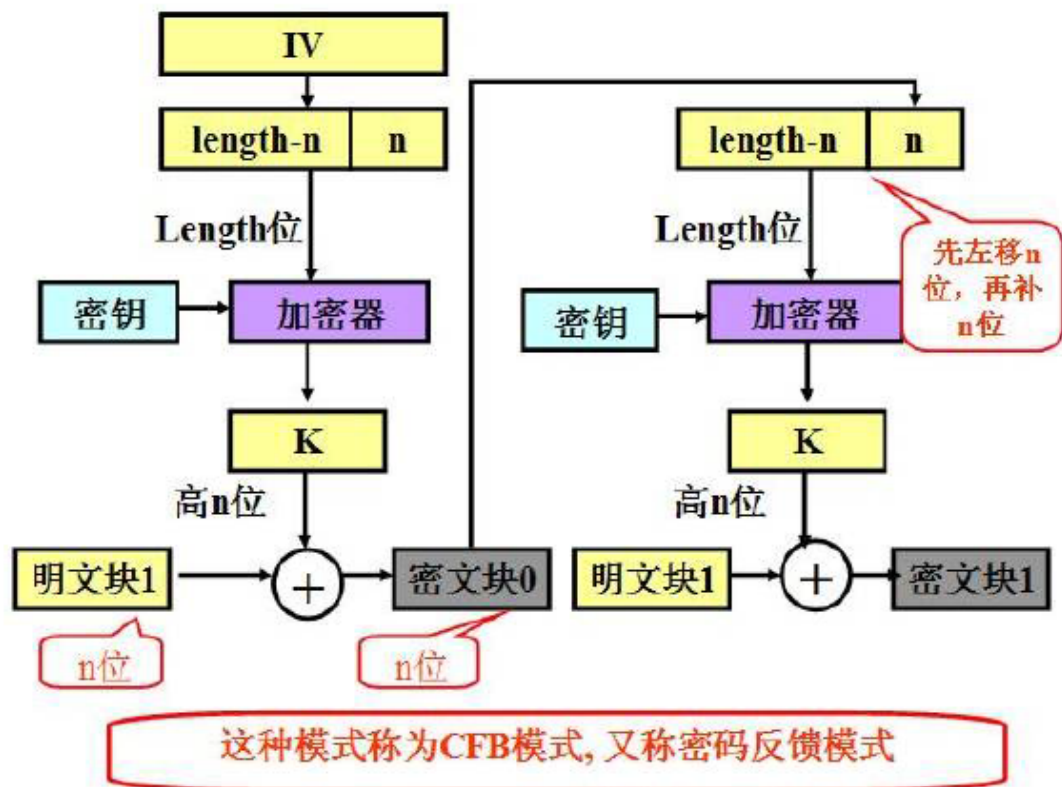 IV
length-n
n
Length位
密钥
加密器
K
高n位
明文块1
+
密文块0
n位
n位
length-n
n
Length位
先左移n
位，再补
n位
密钥
加密器
K
高n位
明文块1
+
密文块1
这种模式称为CFB模式, 又称密码反馈模式